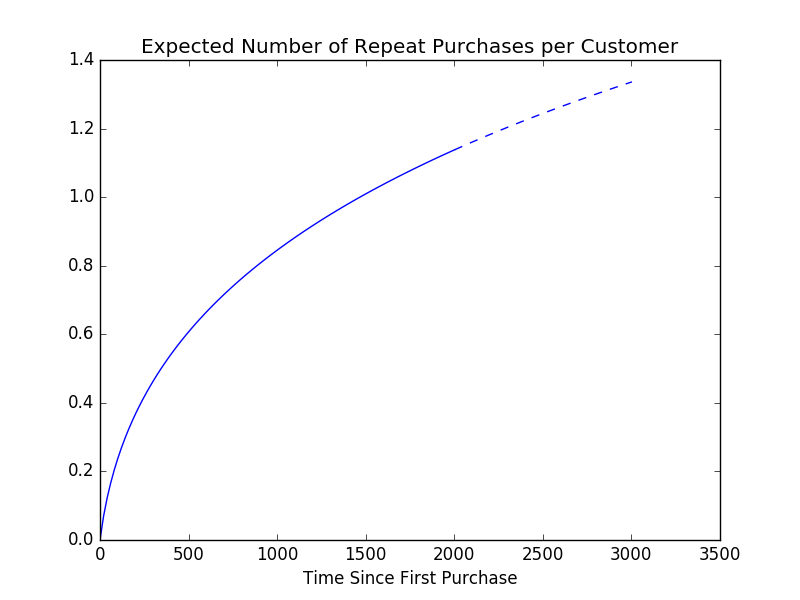 Expected Number of Repeat Purchases per Customer
1.4
1.2
1.0
0.8
0.6
0.4
0.2
0.0
0 500 1000 1500 2000 2500 3000 3500
Time Since First Purchase